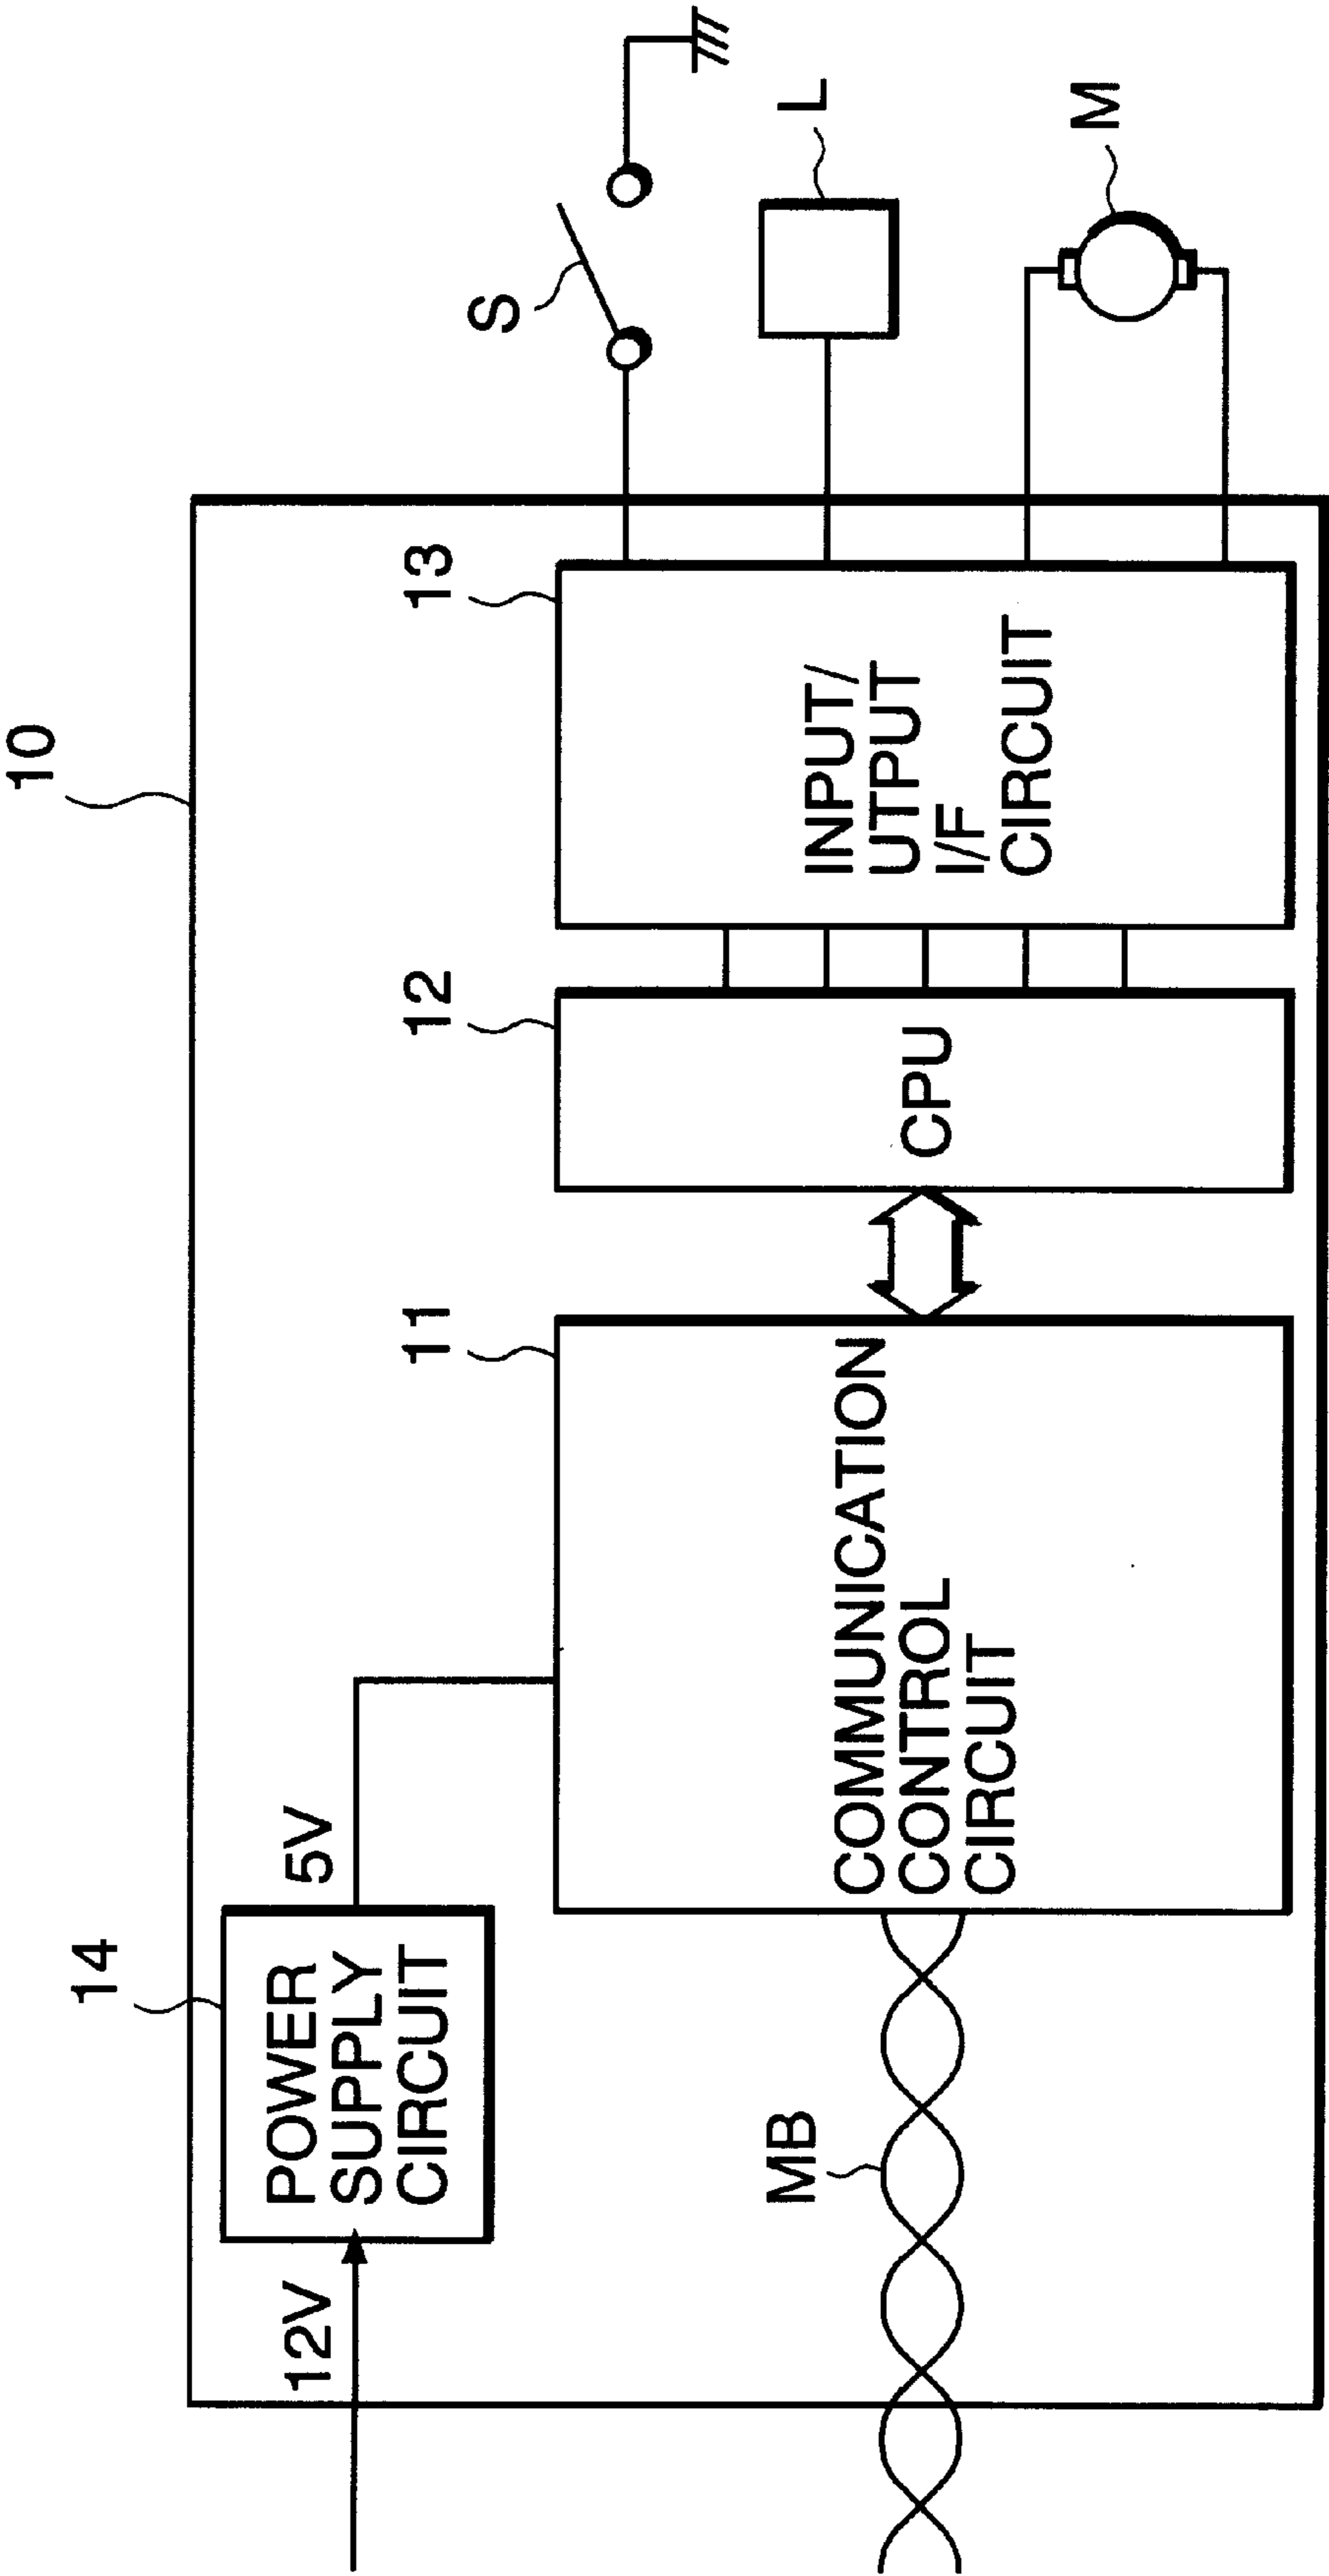 10
14
POWER
SUPPLY
CIRCUIT
12V
5V
11
COMMUNICATION
CONTROL
CIRCUIT
MB
12
CPU
13
INPUT/
UTPUT
I/F
CIRCUIT
S
L
M